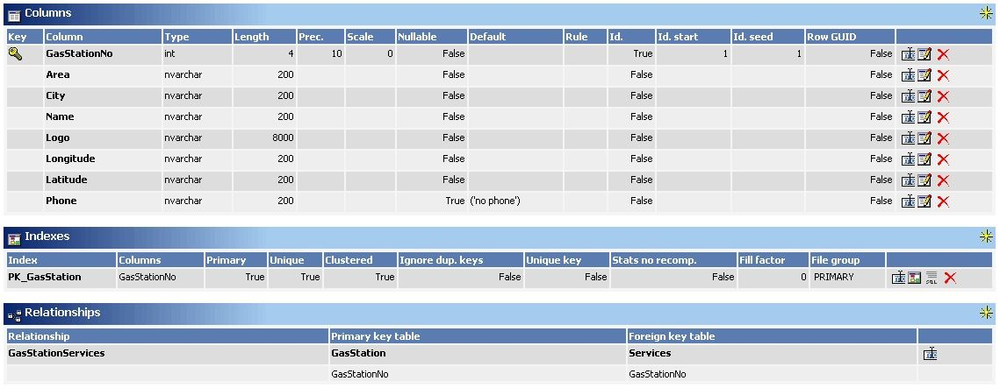 Columns
Key Column Type Length Prec. Scale Nullable Default Rule Id. Id. start Id. seed Row GUID
GasStationNo int 4 10 0 False True 1 1 False
Area nvarchar 200 False False False
City nvarchar 200 False False False
Name nvarchar 200 False False False
Logo nvarchar 8000 False False False
Longitude nvarchar 200 False False False
Latitude nvarchar 200 False False False
Phone nvarchar 200 True ('no phone') False False
Indexes
Index Columns Primary Unique Clustered Ignore dup. keys Unique key Stats no recomp. Fill factor File group
PK_GasStation GasStationNo True True True False False False 0 PRIMARY SQL
Relationships
Relationship Primary key table Foreign key table
GasStationServices GasStation Services
GasStationNo GasStationNo